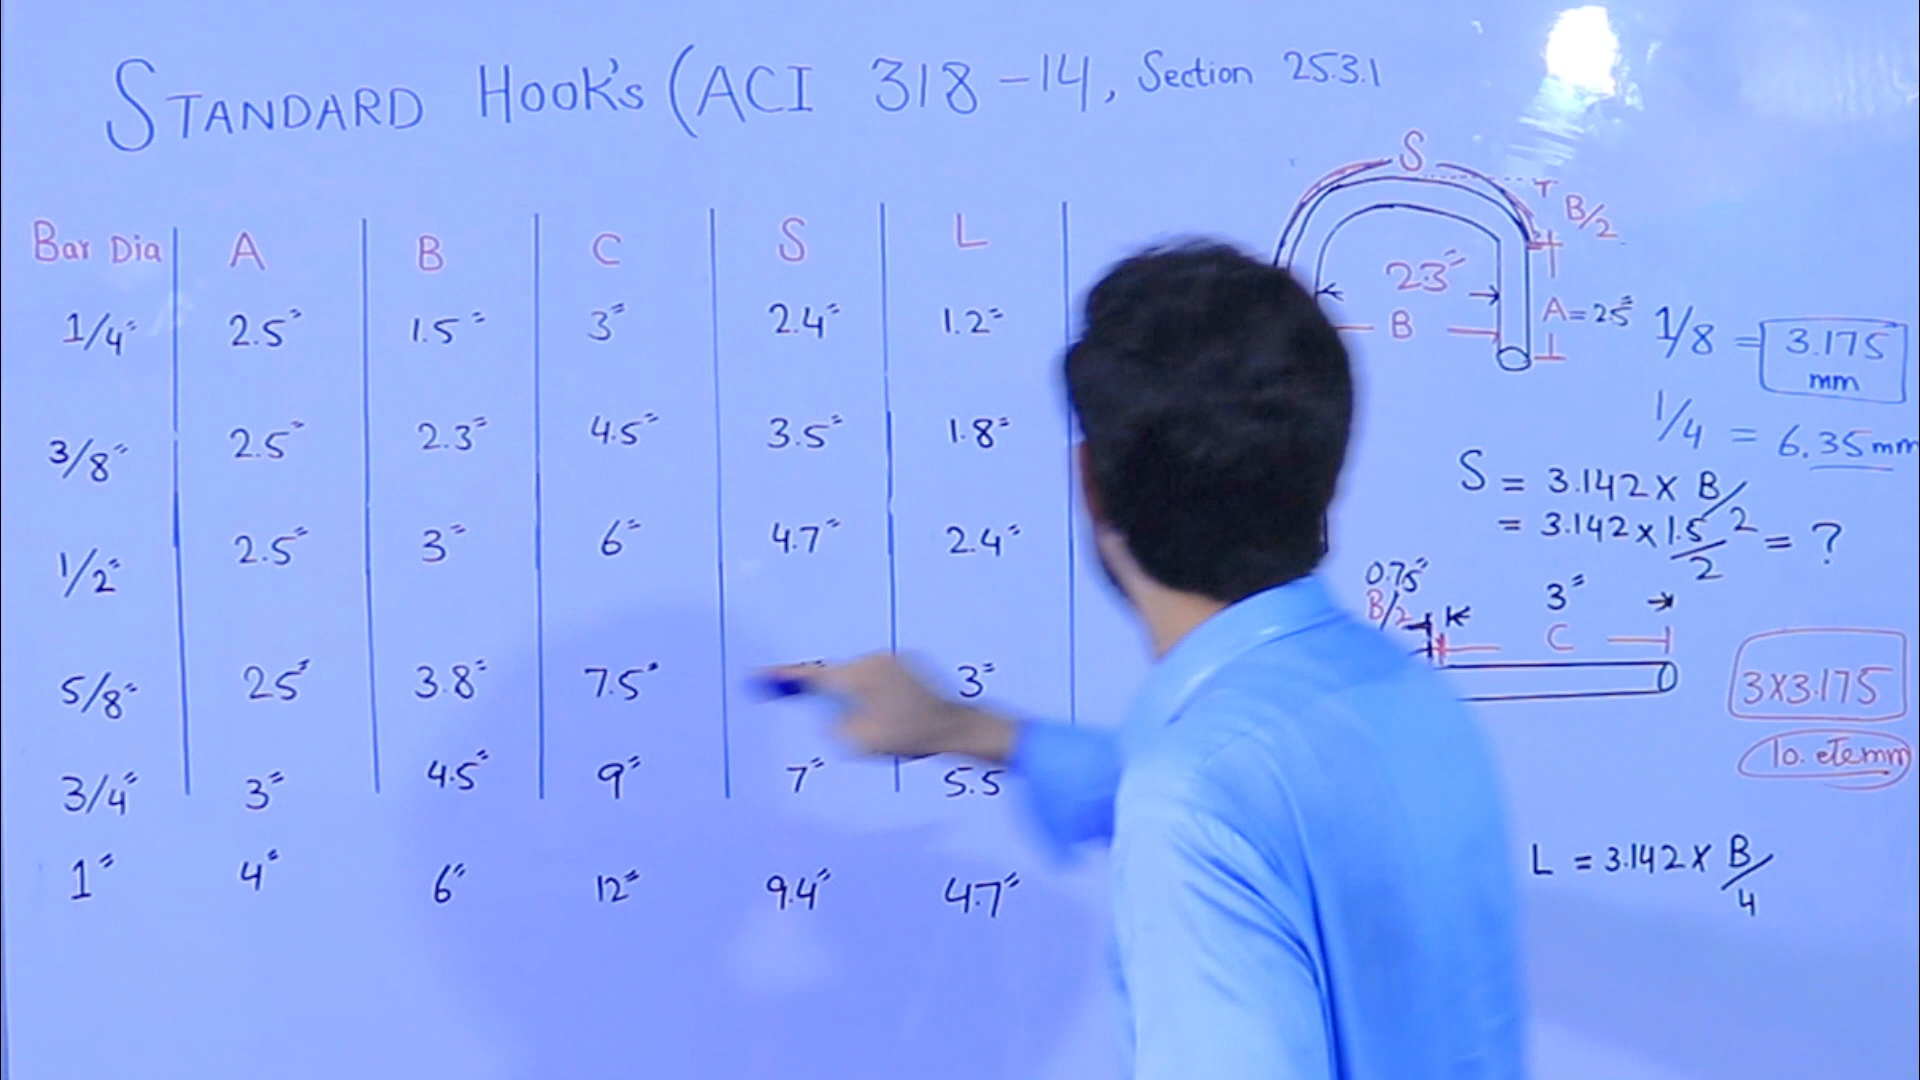 STANDARD Hook's (ACI 318-14, Section 25.3.1
Bar Dia A B C S L
1/4" 2.5" 1.5" 3" 2.4" 1.2"
3/8" 2.5" 2.3" 4.5" 3.5" 1.8"
1/2" 2.5" 3" 6" 4.7" 2.4"
5/8" 2.5" 3.8" 7.5" 3"
3/4" 3" 4.5" 9" 7" 5.5
1" 4" 6" 12" 9.4" 4.7"
S
B/2
2.3"
B
A = 2.5"
1/8 = 3.175
mm
1/4 = 6.35 mm
S = 3.142 x B/2
= 3.142 x 1.5/2 = ?
0.75"
B/2
3"
C
3x3.175
10. etc mm
L = 3.142 x B/4